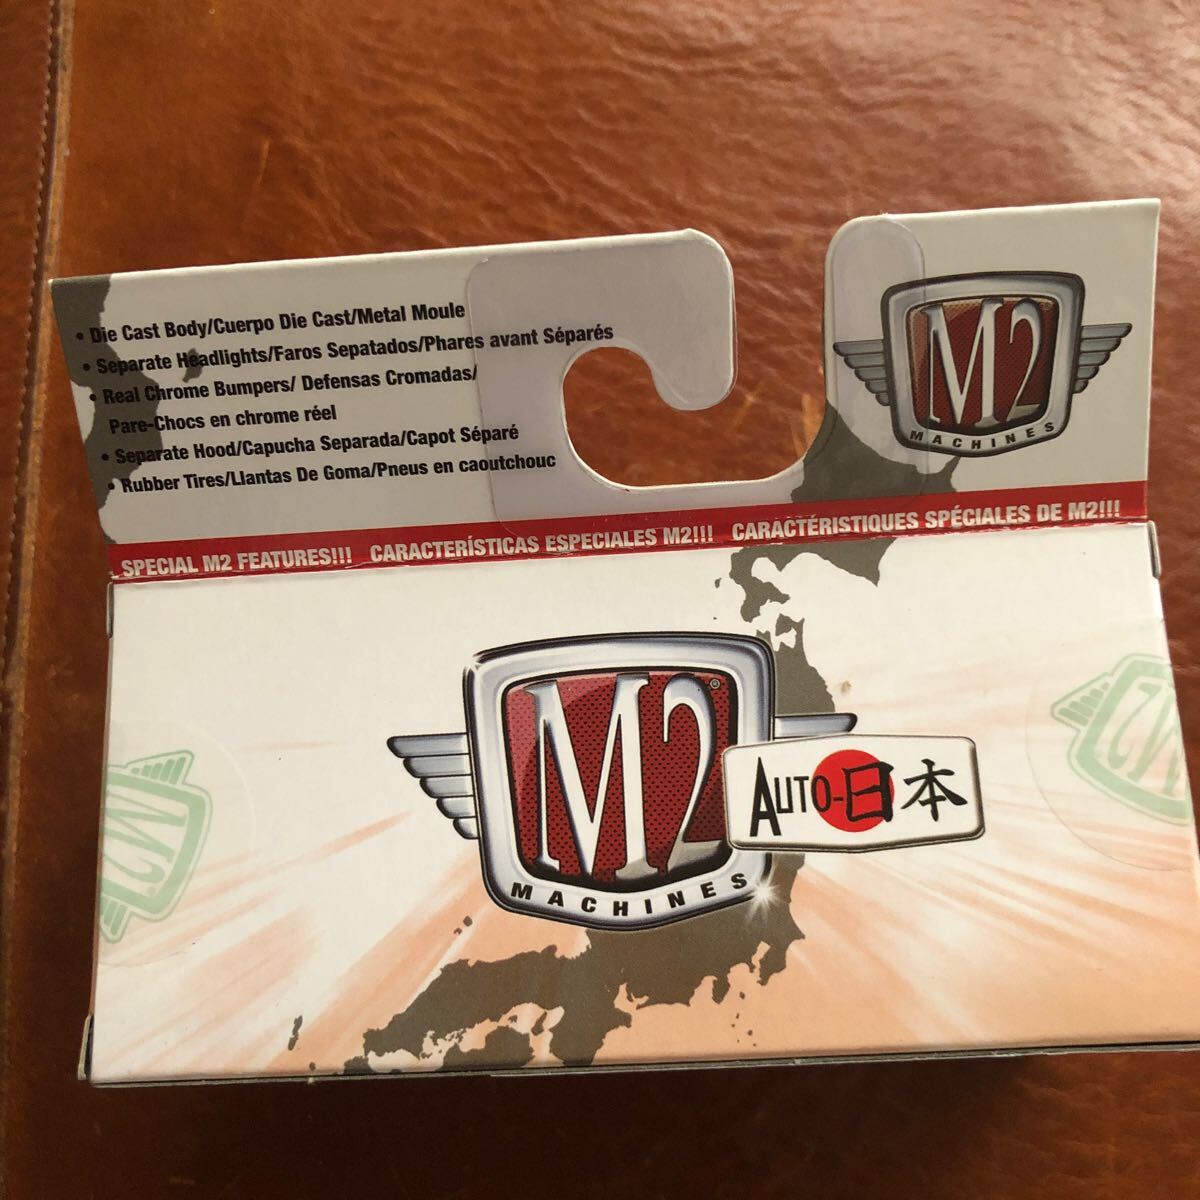 • Die Cast Body/Cuerpo Die Cast/Metal Moule
• Separate Headlights/Faros Sepatados/Phares avant Séparés
• Real Chrome Bumpers/ Defensas Cromadas/
Pare-Chocs en chrome réel
• Separate Hood/Capucha Separada/Capot Séparé
• Rubber Tires/Llantas De Goma/Pneus en caoutchouc
M2
MACHINES
SPECIAL M2 FEATURES!!! CARACTERÍSTICAS ESPECIALES M2!!! CARACTÉRISTIQUES SPÉCIALES DE M2!!!
M2®
MACHINES
AUTO-日本
M2
M2